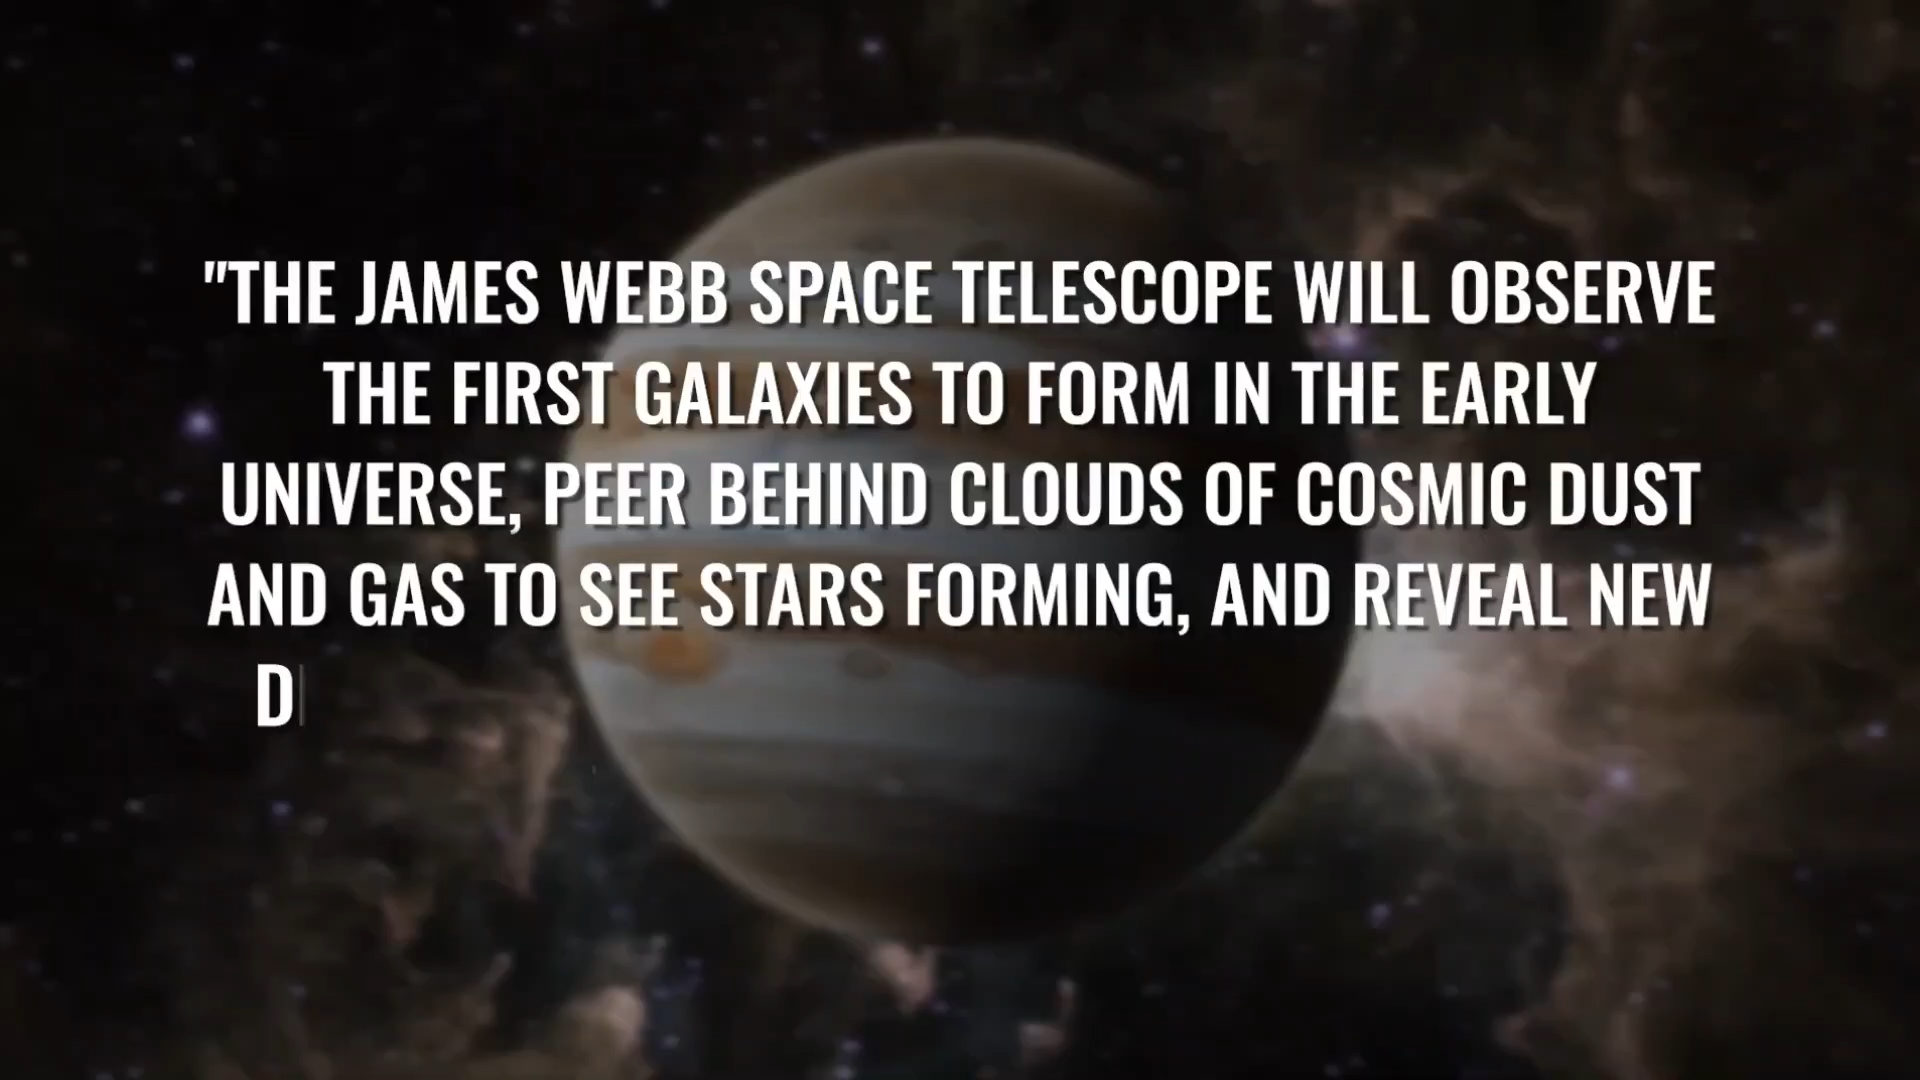 "THE JAMES WEBB SPACE TELESCOPE WILL OBSERVE
THE FIRST GALAXIES TO FORM IN THE EARLY
UNIVERSE, PEER BEHIND CLOUDS OF COSMIC DUST
AND GAS TO SEE STARS FORMING, AND REVEAL NEW
D